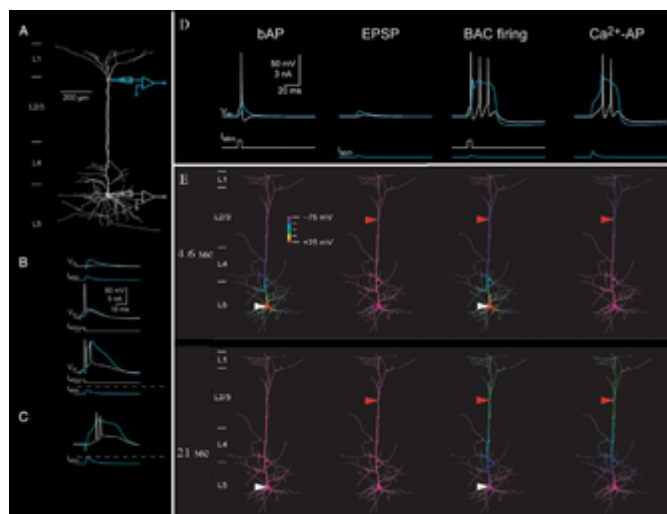 A
L1
L2/3
200 µm
L4
L5
B
50 mV
5 nA
10 ms
C
D
bAP
EPSP
BAC firing
Ca²⁺-AP
50 mV
3 nA
20 ms
E
L1
L2/3
−75 mV
+35 mV
L4
L5
4.6 мс
L1
L2/3
L4
L5
21 мс